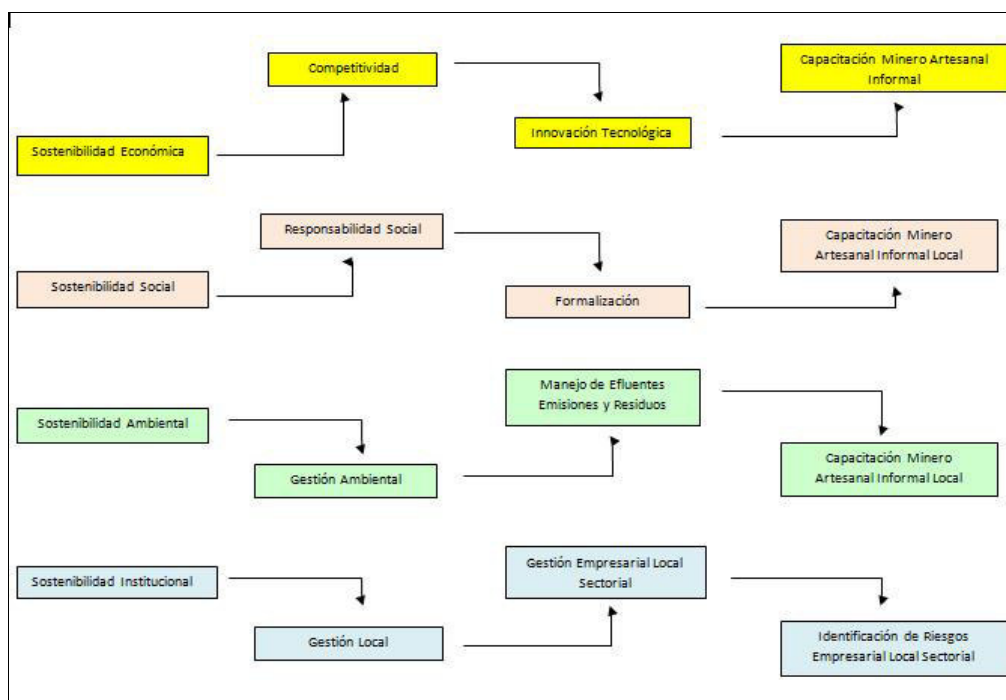 Competitividad
Capacitación Minero Artesanal
Informal
Sostenibilidad Económica
Innovación Tecnológica
Responsabilidad Social
Capacitación Minero
Artesanal Informal Local
Sostenibilidad Social
Formalización
Manejo de Efluentes
Emisiones y Residuos
Sostenibilidad Ambiental
Gestión Ambiental
Capacitación Minero
Artesanal Informal Local
Sostenibilidad Institucional
Gestión Empresarial Local
Sectorial
Gestión Local
Identificación de Riesgos
Empresarial Local Sectorial